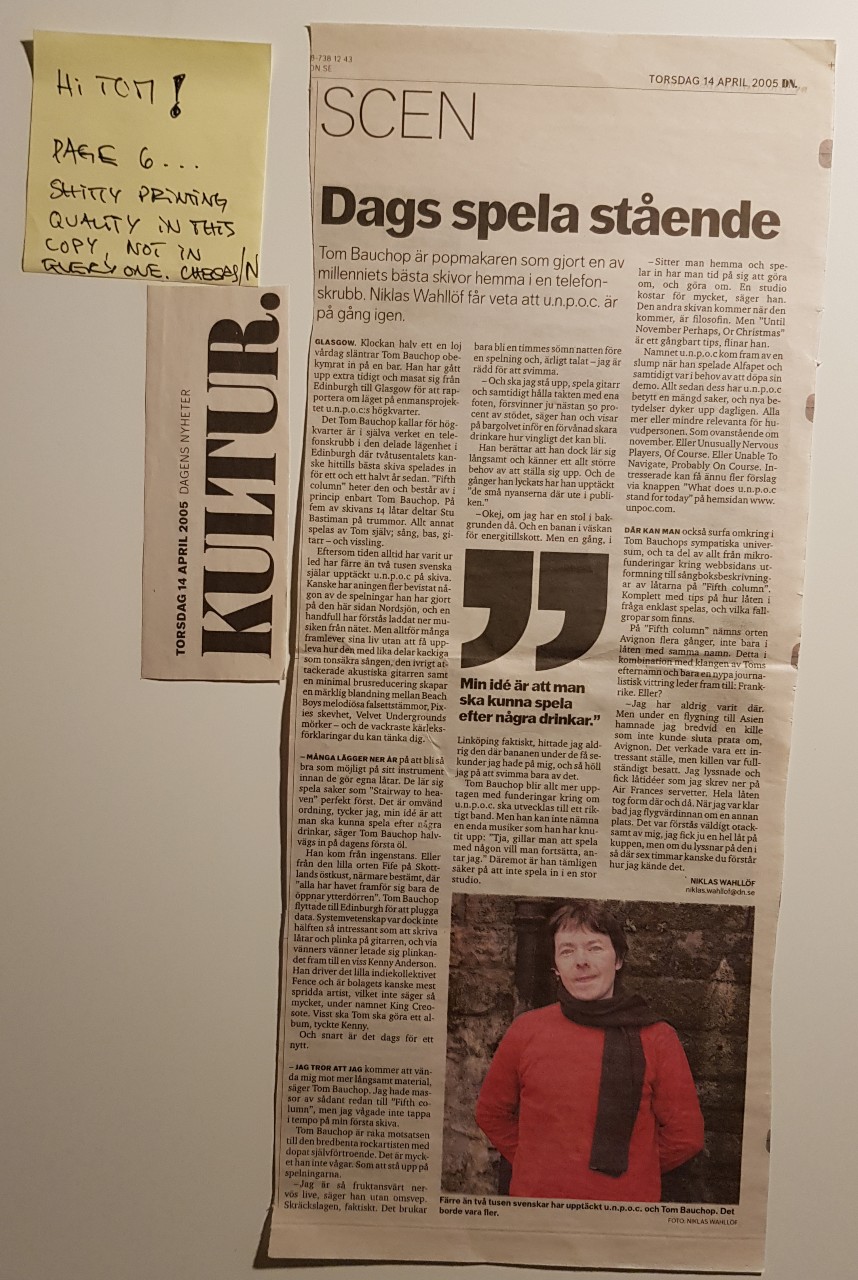 Hi TOM!
PAGE 6...
SHITTY PRINTING
QUALITY IN THIS
COPY, NOT IN
EVERY ONE. CHEERS/N
TORSDAG 14 APRIL 2005 DAGENS NYHETER
KULTUR.
8-738 12 43
DN.SE
TORSDAG 14 APRIL 2005 DN.
SCEN
Dags spela stående
Tom Bauchop är popmakaren som gjort en av
millenniets bästa skivor hemma i en telefon-
skrubb. Niklas Wahllöf får veta att u.n.p.o.c. är
på gång igen.
GLASGOW. Klockan halv ett en loj
vårdag släntrar Tom Bauchop obe-
kymrat in på en bar. Han har gått
upp extra tidigt och masat sig från
Edinburgh till Glasgow för att rap-
portera om läget på enmansprojek-
tet u.n.p.o.c:s högkvarter.
Det Tom Bauchop kallar för hög-
kvarter är i själva verket en tele-
fonskrubb i den delade lägenhet i
Edinburgh där tvåtusentalets kan-
ske hittills bästa skiva spelades in
för ett och ett halvt år sedan. "Fifth
column" heter den och består av i
princip enbart Tom Bauchop. På
fem av skivans 14 låtar deltar Stu
Bastiman på trummor. Allt annat
spelas av Tom själv; sång, bas, gi-
tarr – och vissling.
Eftersom tiden alltid har varit ur
led har färre än två tusen svenska
själar upptäckt u.n.p.o.c på skiva.
Kanske har aningen fler bevistat nå-
gon av de spelningar han har gjort
på den här sidan Nordsjön, och en
handfull har förstås laddat ner mu-
siken från nätet. Men alltför många
framlever sina liv utan att få upp-
leva hur den med lika delar kackiga
som tonsäkra sången, den ivrigt at-
tackerade akustiska gitarren samt
en minimal brusreducering skapar
en märklig blandning mellan Beach
Boys melodiösa falsettstämmor, Pix-
ies skevhet, Velvet Undergrounds
mörker – och de vackraste kärleks-
förklaringar du kan tänka dig.
– MÅNGA LÄGGER NER ÅR på att bli så
bra som möjligt på sitt instrument
innan de gör egna låtar. De lär sig
spela saker som "Stairway to hea-
ven" perfekt först. Det är omvänd
ordning, tycker jag, min idé är att
man ska kunna spela efter några
drinkar, säger Tom Bauchop halv-
vägs in på dagens första öl.
Han kom från ingenstans. Eller
från den lilla orten Fife på Skott-
lands östkust, närmare bestämt, där
"alla har havet framför sig bara de
öppnar ytterdörren". Tom Bauchop
flyttade till Edinburgh för att plugga
data. Systemvetenskap var dock inte
hälften så intressant som att skriva
låtar och plinka på gitarren, och via
vänners vänner letade sig plinkan-
det fram till en viss Kenny Anderson.
Han driver det lilla indiekollektivet
Fence och är bolagets kanske mest
spridda artist, vilket inte säger så
mycket, under namnet King Creo-
sote. Visst ska Tom ska göra ett al-
bum, tyckte Kenny.
Och snart är det dags för ett
nytt.
– JAG TROR ATT JAG kommer att vän-
da mig mot mer långsamt material,
säger Tom Bauchop. Jag hade mas-
sor av sådant redan till "Fifth co-
lumn", men jag vågade inte tappa
i tempo på min första skiva.
Tom Bauchop är raka motsatsen
till den bredbenta rockartisten med
dopat självförtroende. Det är myck-
et han inte vågar. Som att stå upp på
spelningarna.
–Jag är så fruktansvärt ner-
vös live, säger han utan omsvep.
Skräckslagen, faktiskt. Det brukar
bara bli en timmes sömn natten före
en spelning och, ärligt talat – jag är
rädd för att svimma.
– Och ska jag stå upp, spela gitarr
och samtidigt hålla takten med ena
foten, försvinner ju nästan 50 pro-
cent av stödet, säger han och visar
på bargolvet inför en förvånad skara
drinkare hur vingligt det kan bli.
Han berättar att han dock lär sig
långsamt och känner ett allt större
behov av att ställa sig upp. Och de
gånger han lyckats har han upptäckt
"de små nyanserna där ute i publi-
ken."
–Okej, om jag har en stol i bak-
grunden då. Och en banan i väskan
för energitillskott. Men en gång, i
”
Min idé är att man
ska kunna spela
efter några drinkar.”
Linköping faktiskt, hittade jag ald-
rig den där bananen under de få se-
kunder jag hade på mig, och så höll
jag på att svimma bara av det.
Tom Bauchop blir allt mer upp-
tagen med funderingar kring om
u.n.p.o.c. ska utvecklas till ett rik-
tigt band. Men han kan inte nämna
en enda musiker som han har knu-
tit upp: "Tja, gillar man att spela
med någon vill man fortsätta, an-
tar jag." Däremot är han tämligen
säker på att inte spela in i en stor
studio.
–Sitter man hemma och spe-
lar in har man tid på sig att göra
om, och göra om. En studio
kostar för mycket, säger han.
Den andra skivan kommer när den
kommer, är filosofin. Men "Until
November Perhaps, Or Christmas"
är ett gångbart tips, flinar han.
Namnet u.n.p.o.c kom fram av en
slump när han spelade Alfapet och
samtidigt var i behov av att döpa sin
demo. Allt sedan dess har u.n.p.o.c
betytt en mängd saker, och nya be-
tydelser dyker upp dagligen. Alla
mer eller mindre relevanta för hu-
vudpersonen. Som ovanstående om
november. Eller Unusually Nervous
Players, Of Course. Eller Unable To
Navigate, Probably On Course. In-
tresserade kan få ännu fler förslag
via knappen "What does u.n.p.o.c
stand for today" på hemsidan www.
unpoc.com.
DÄR KAN MAN också surfa omkring i
Tom Bauchops sympatiska univer-
sum, och ta del av allt från mikro-
funderingar kring webbsidans ut-
formning till sångboksbeskrivning-
ar av låtarna på "Fifth column".
Komplett med tips på hur låten i
fråga enklast spelas, och vilka fall-
gropar som finns.
På "Fifth column" nämns orten
Avignon flera gånger, inte bara i
låten med samma namn. Detta i
kombination med klangen av Toms
efternamn och bara en nypa journa-
listisk vittring leder fram till: Frank-
rike. Eller?
–Jag har aldrig varit där.
Men under en flygning till Asien
hamnade jag bredvid en kille
som inte kunde sluta prata om,
Avignon. Det verkade vara ett in-
tressant ställe, men killen var full-
ständigt besatt. Jag lyssnade och
fick låtidéer som jag skrev ner på
Air Frances servetter. Hela låten
tog form där och då. När jag var klar
bad jag flygvärdinnan om en annan
plats. Det var förstås väldigt otack-
samt av mig, jag fick ju en hel låt på
kuppen, men om du lyssnar på den i
så där sex timmar kanske du förstår
hur jag kände det.
NIKLAS WAHLLÖF
niklas.wahllof@dn.se
Färre än två tusen svenskar har upptäckt u.n.p.o.c. och Tom Bauchop. Det
borde vara fler.
FOTO: NIKLAS WAHLLÖF